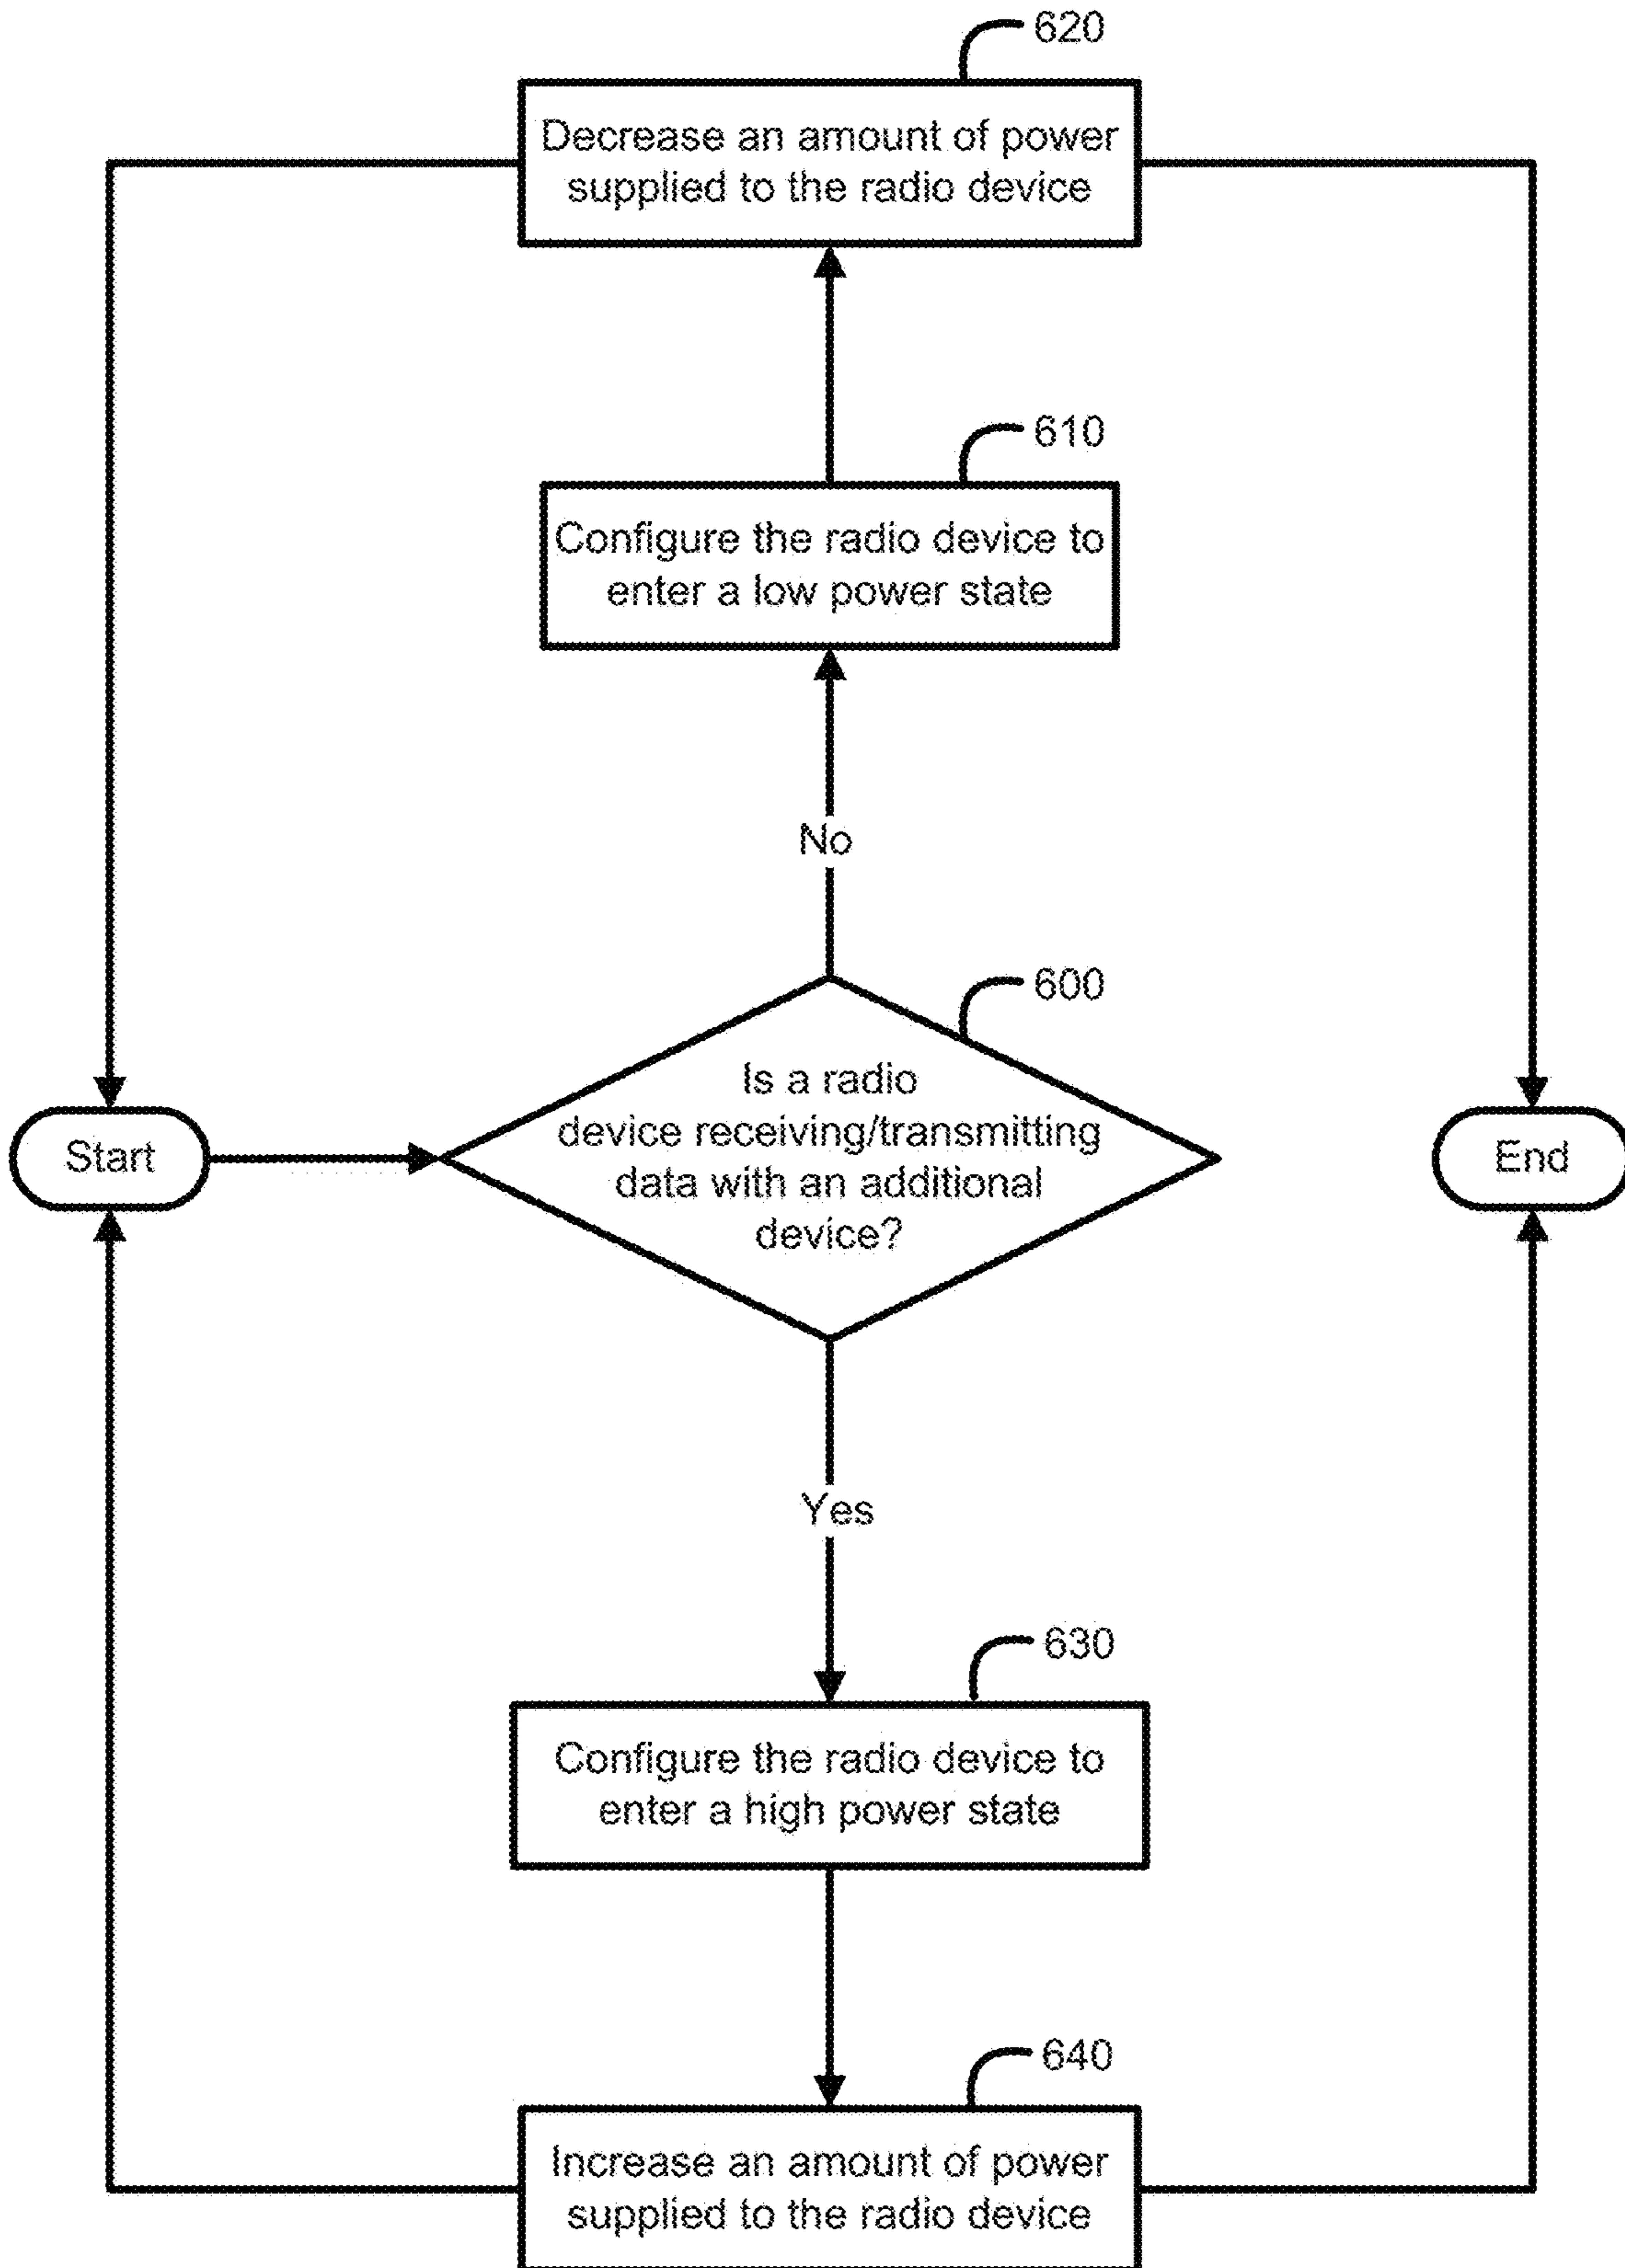 620
Decrease an amount of power
supplied to the radio device
610
Configure the radio device to
enter a low power state
No
600
Is a radio
device receiving/transmitting
data with an additional
device?
Start
End
Yes
630
Configure the radio device to
enter a high power state
640
Increase an amount of power
supplied to the radio device